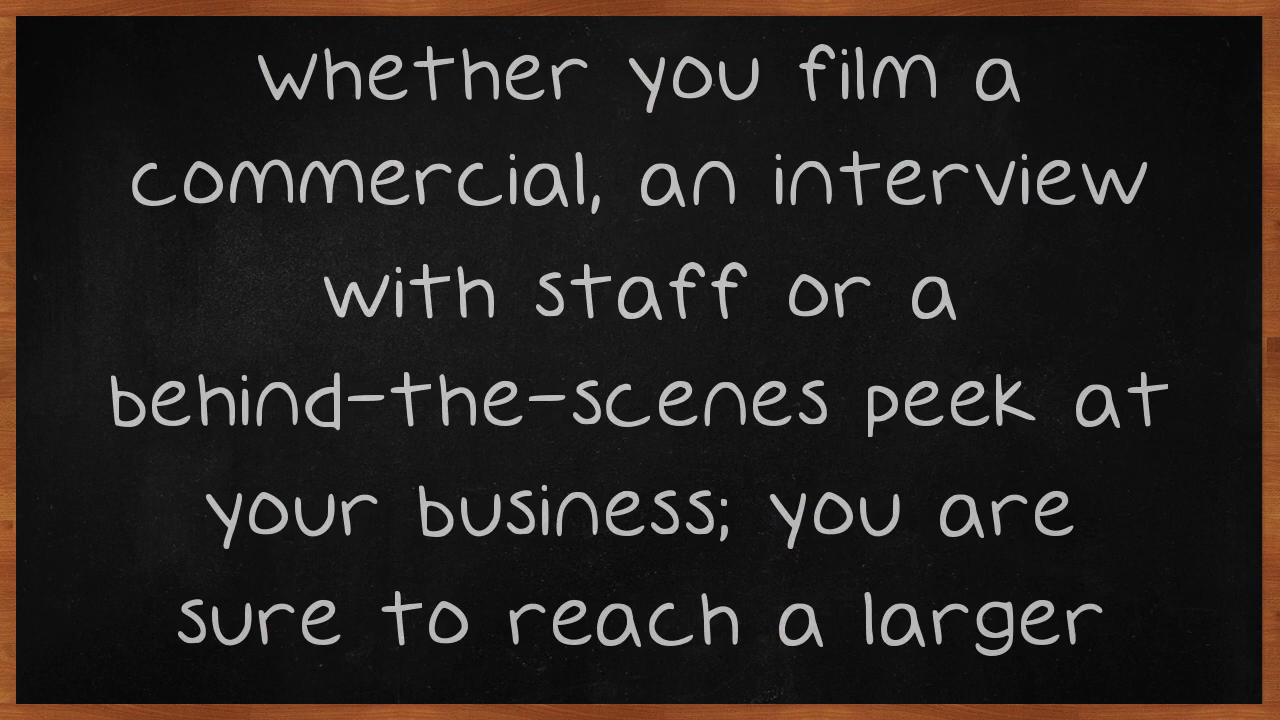 whether you film a
commercial, an interview
with staff or a
behind-the-scenes peek at
your business; you are
sure to reach a larger